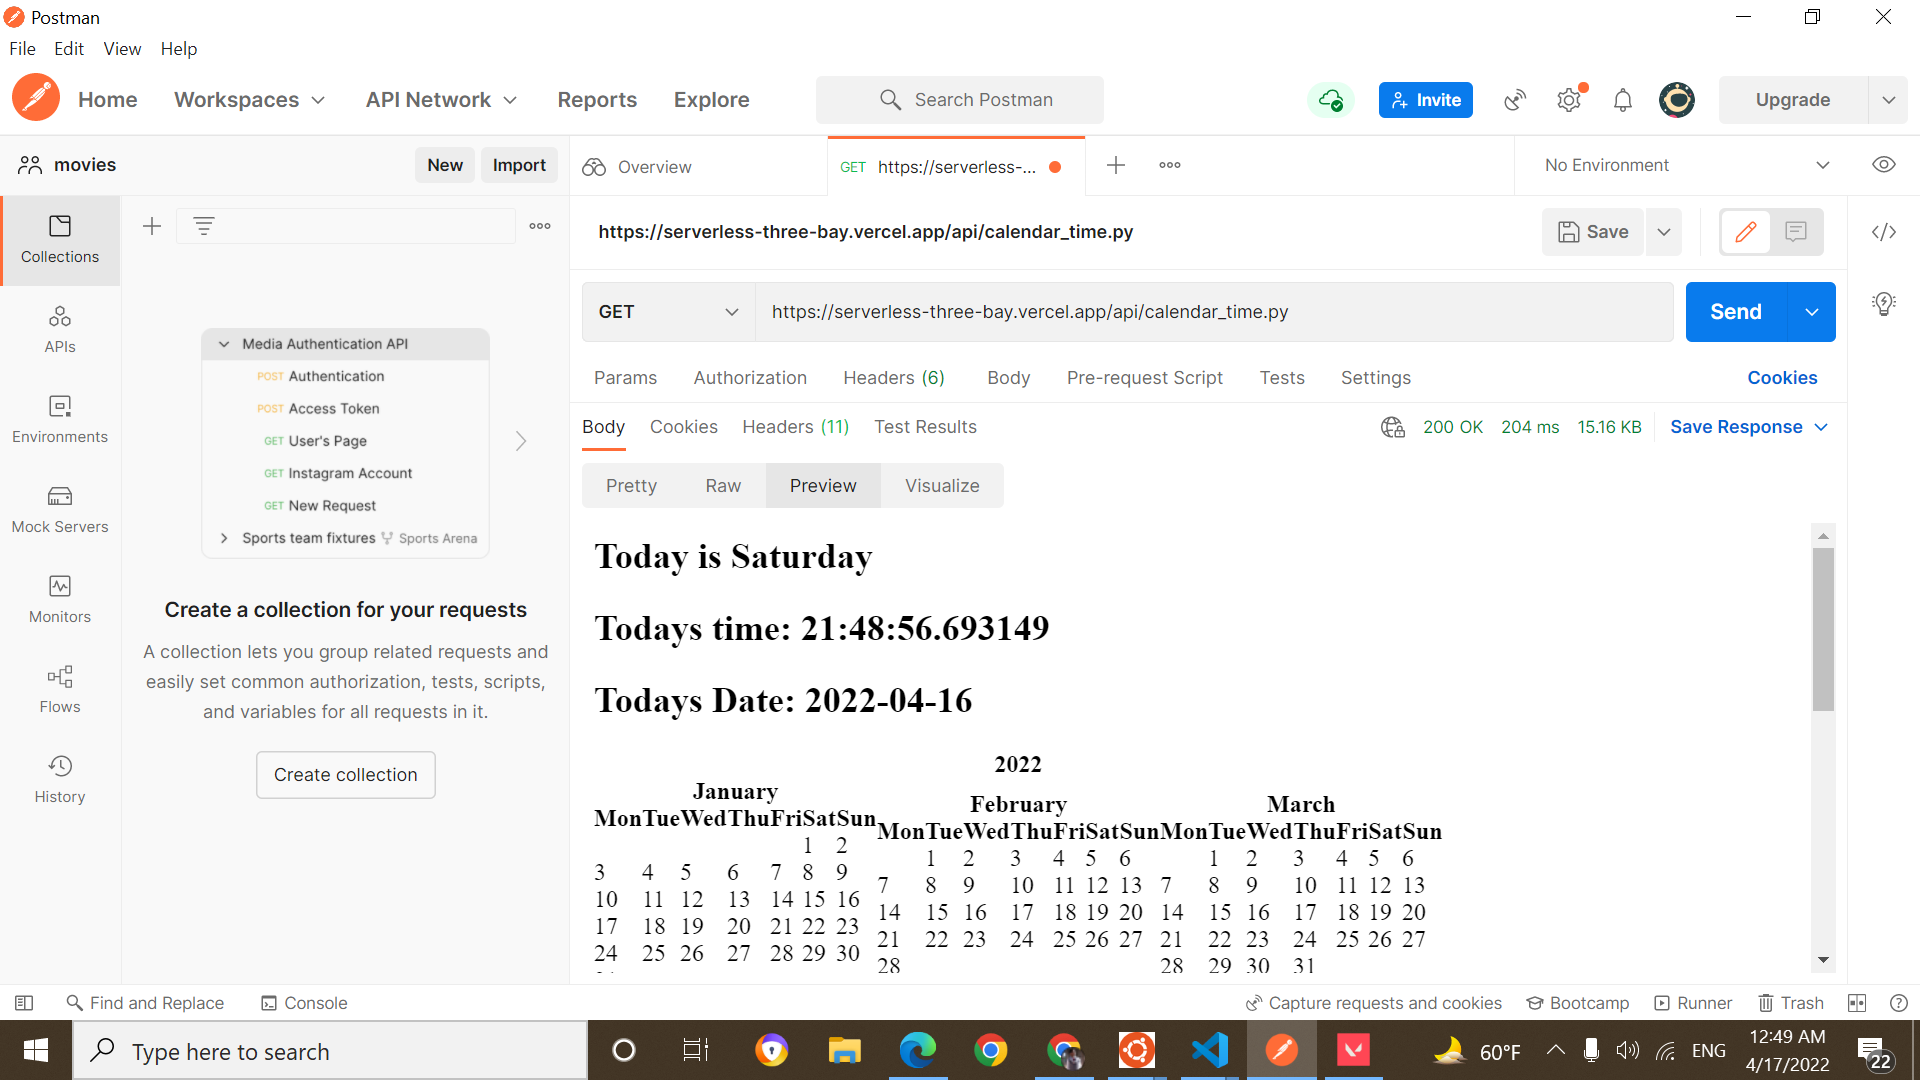 Postman
File Edit View Help
Home Workspaces API Network Reports Explore Search Postman Invite Upgrade
movies New Import Overview GET https://serverless-... No Environment
Collections
APIs
Environments
Mock Servers
Monitors
Flows
History
Media Authentication API
POST Authentication
POST Access Token
GET User's Page
GET Instagram Account
GET New Request
Sports team fixtures Sports Arena
Create a collection for your requests
A collection lets you group related requests and
easily set common authorization, tests, scripts,
and variables for all requests in it.
Create collection
https://serverless-three-bay.vercel.app/api/calendar_time.py Save
GET https://serverless-three-bay.vercel.app/api/calendar_time.py Send
Params Authorization Headers (6) Body Pre-request Script Tests Settings Cookies
Body Cookies Headers (11) Test Results 200 OK 204 ms 15.16 KB Save Response
Pretty Raw Preview Visualize
Today is Saturday
Todays time: 21:48:56.693149
Todays Date: 2022-04-16
2022
January
MonTueWedThuFriSatSun
1 2
3 4 5 6 7 8 9
10 11 12 13 14 15 16
17 18 19 20 21 22 23
24 25 26 27 28 29 30
February
MonTueWedThuFriSatSun
1 2 3 4 5 6
7 8 9 10 11 12 13
14 15 16 17 18 19 20
21 22 23 24 25 26 27
28
March
MonTueWedThuFriSatSun
1 2 3 4 5 6
7 8 9 10 11 12 13
14 15 16 17 18 19 20
21 22 23 24 25 26 27
28 29 30 31
Find and Replace Console Capture requests and cookies Bootcamp Runner Trash
Type here to search 60°F ENG 12:49 AM
4/17/2022 22